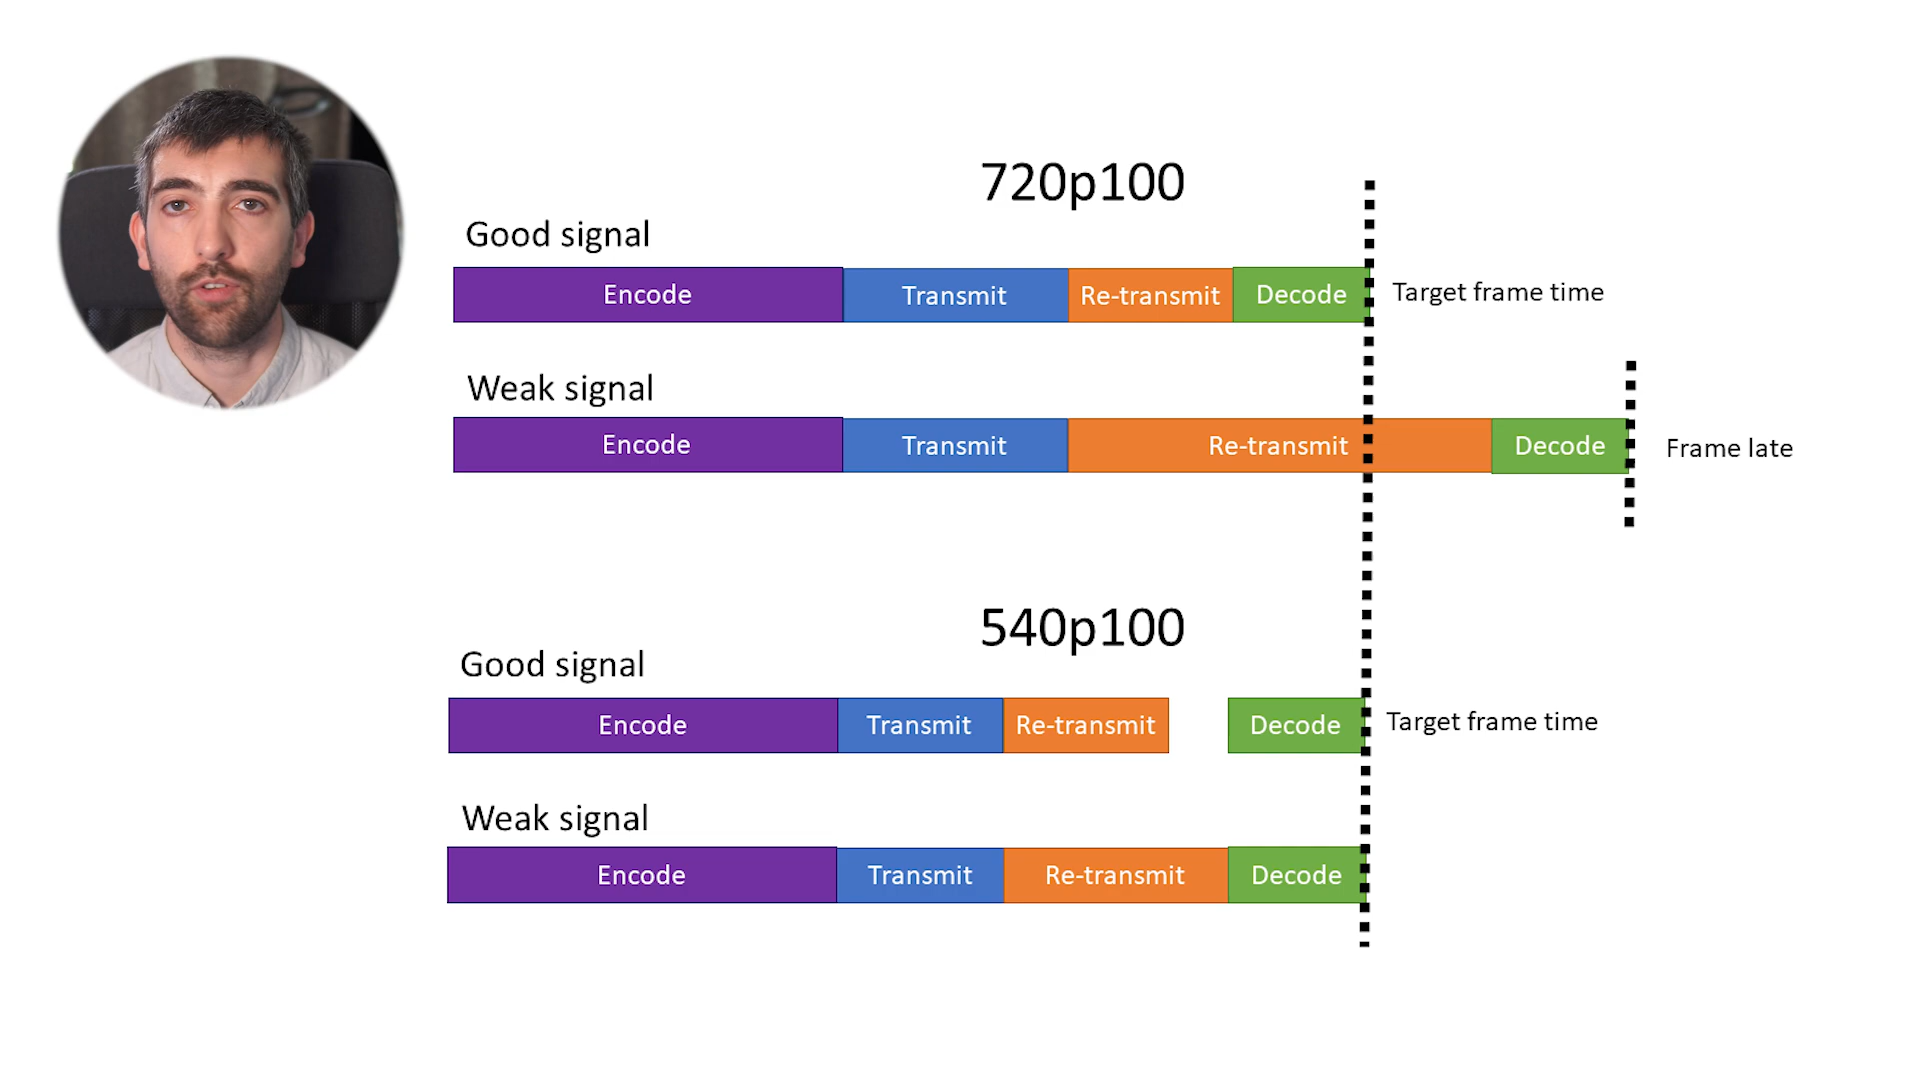 720p100
Good signal
Encode Transmit Re-transmit Decode Target frame time
Weak signal
Encode Transmit Re-transmit Decode Frame late
540p100
Good signal
Encode Transmit Re-transmit Decode Target frame time
Weak signal
Encode Transmit Re-transmit Decode